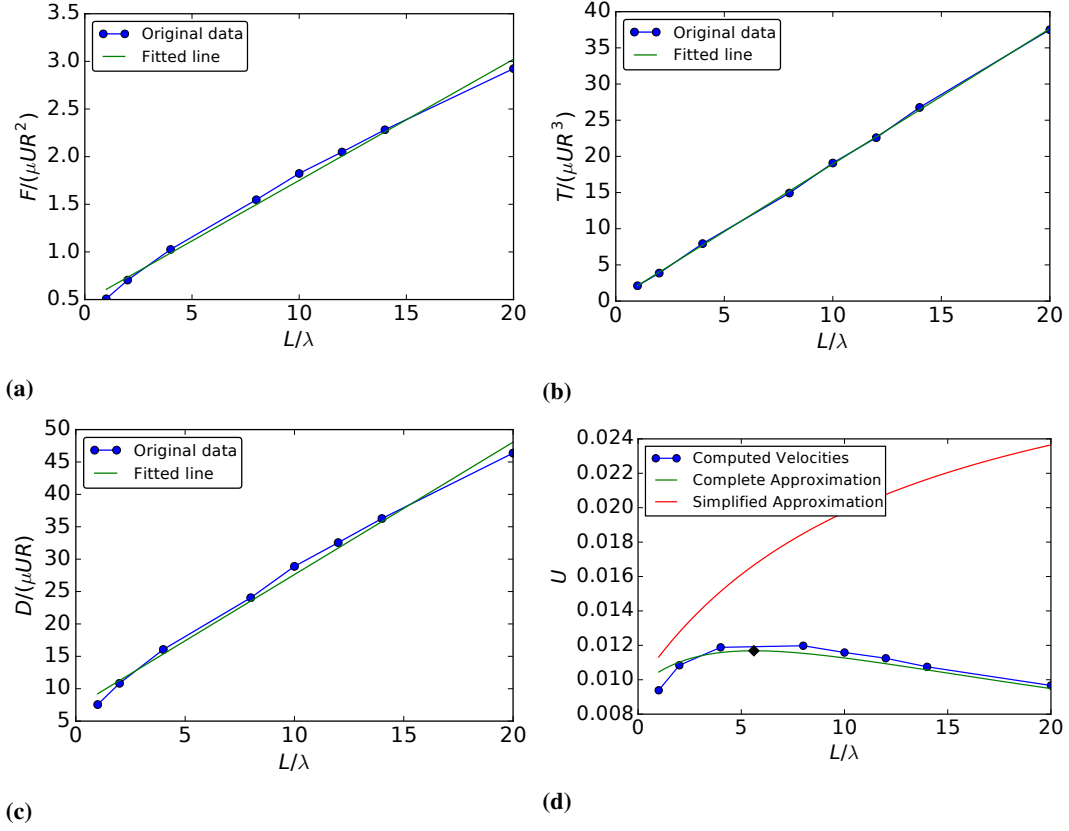 3.5
3.0
2.5
2.0
1.5
1.0
0.5
F/(μUR²)
Original data
Fitted line
0 5 10 15 20
L/λ
(a)
40
35
30
25
20
15
10
5
0
T/(μUR³)
Original data
Fitted line
0 5 10 15 20
L/λ
(b)
50
45
40
35
30
25
20
15
10
5
D/(μUR)
Original data
Fitted line
0 5 10 15 20
L/λ
(c)
0.024
0.022
0.020
0.018
0.016
0.014
0.012
0.010
0.008
U
Computed Velocities
Complete Approximation
Simplified Approximation
0 5 10 15 20
L/λ
(d)